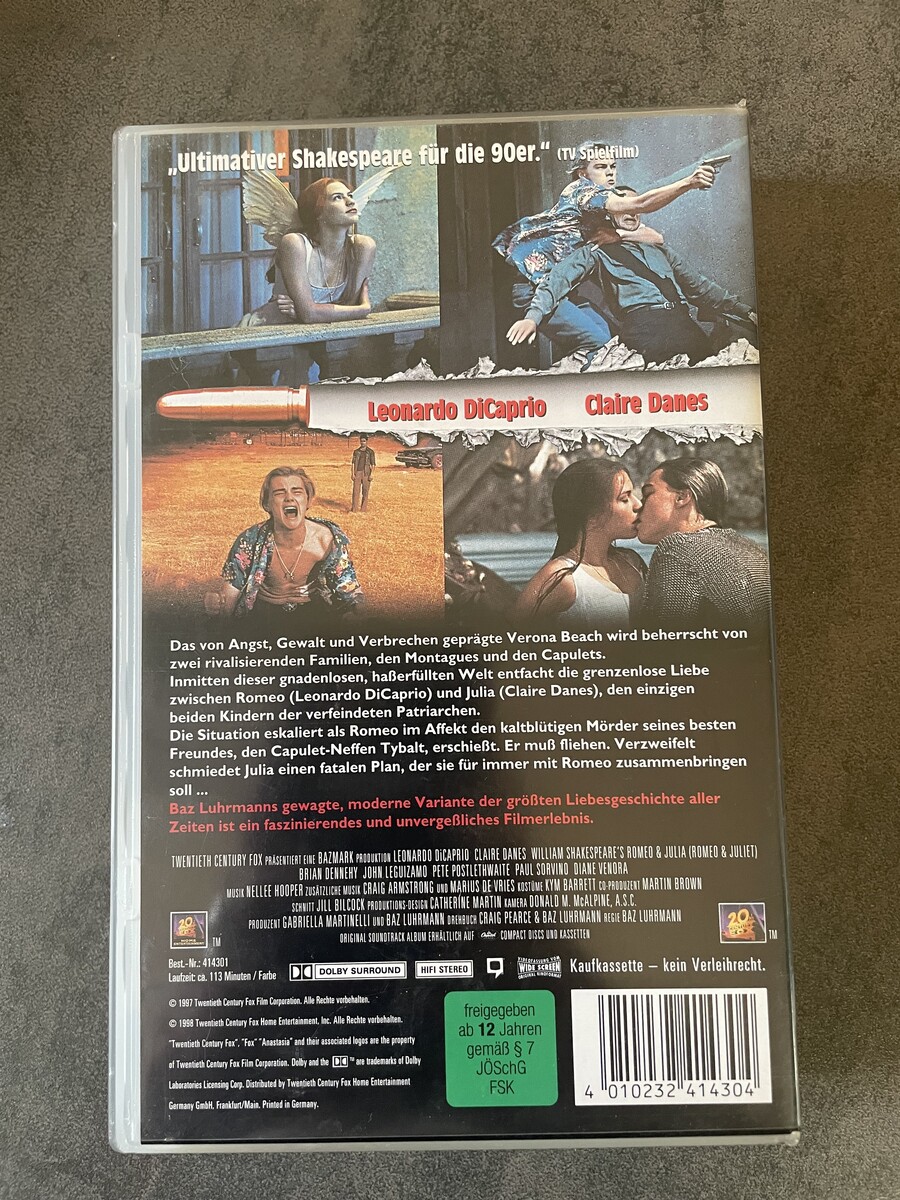 „Ultimativer Shakespeare für die 90er.“ (TV Spielfilm)
Leonardo DiCaprio Claire Danes
Das von Angst, Gewalt und Verbrechen geprägte Verona Beach wird beherrscht von
zwei rivalisierenden Familien, den Montagues und den Capulets.
Inmitten dieser gnadenlosen, haßerfüllten Welt entfacht die grenzenlose Liebe
zwischen Romeo (Leonardo DiCaprio) und Julia (Claire Danes), den einzigen
beiden Kindern der verfeindeten Patriarchen.
Die Situation eskaliert als Romeo im Affekt den kaltblütigen Mörder seines besten
Freundes, den Capulet-Neffen Tybalt, erschießt. Er muß fliehen. Verzweifelt
schmiedet Julia einen fatalen Plan, der sie für immer mit Romeo zusammenbringen
soll ...
Baz Luhrmanns gewagte, moderne Variante der größten Liebesgeschichte aller
Zeiten ist ein faszinierendes und unvergeßliches Filmerlebnis.
TWENTIETH CENTURY FOX PRÄSENTIERT EINE BAZMARK PRODUKTION LEONARDO DiCAPRIO CLAIRE DANES WILLIAM SHAKESPEARE'S ROMEO & JULIA (ROMEO & JULIET)
BRIAN DENNEHY JOHN LEGUIZAMO PETE POSTLETHWAITE PAUL SORVINO DIANE VENORA
MUSIK NELLEE HOOPER ZUSÄTZLICHE MUSIK CRAIG ARMSTRONG UND MARIUS DE VRIES KOSTÜME KYM BARRETT CO-PRODUZENT MARTIN BROWN
SCHNITT JILL BILCOCK PRODUKTIONS-DESIGN CATHERINE MARTIN KAMERA DONALD M. McALPINE, A.S.C.
PRODUZENT GABRIELLA MARTINELLI UND BAZ LUHRMANN DREHBUCH CRAIG PEARCE & BAZ LUHRMANN REGIE BAZ LUHRMANN
ORIGINAL SOUNDTRACK ALBUM ERHÄLTLICH AUF Capitol COMPACT DISCS UND KASSETTEN
TM
TM
Best.-Nr.: 414301
Laufzeit: ca. 113 Minuten / Farbe
DOLBY SURROUND
HIFI STEREO
VIDEOFASSUNG VOM
WIDE SCREEN
ORIGINAL KINOFORMAT
Kaufkassette – kein Verleihrecht.
© 1997 Twentieth Century Fox Film Corporation. Alle Rechte vorbehalten.
© 1998 Twentieth Century Fox Home Entertainment, Inc. Alle Rechte vorbehalten.
"Twentieth Century Fox", "Fox" "Anastasia" and their associated logos are the property
of Twentieth Century Fox Film Corporation. Dolby and the ™ are trademarks of Dolby
Laboratories Licensing Corp. Distributed by Twentieth Century Fox Home Entertainment
Germany GmbH, Frankfurt/Main. Printed in Germany.
freigegeben
ab 12 Jahren
gemäß § 7
JÖSchG
FSK
4 010232 414304